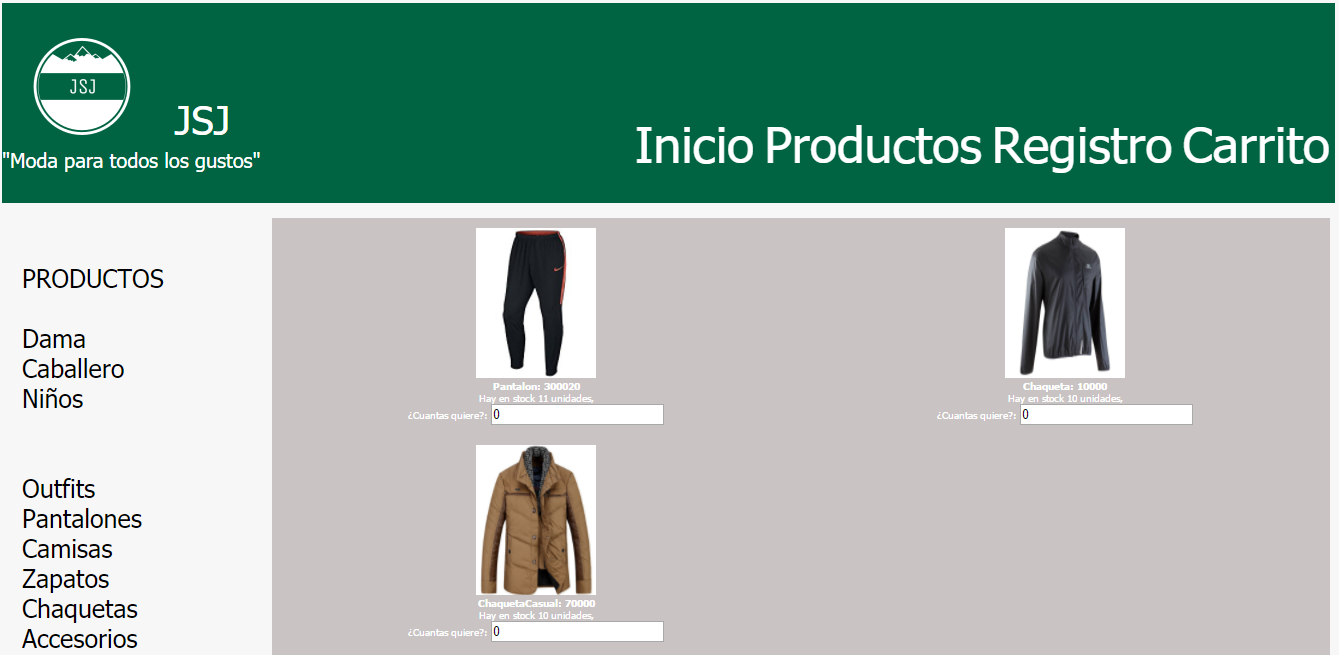 JSJ
JSJ
"Moda para todos los gustos"
Inicio Productos Registro Carrito
PRODUCTOS
Dama
Caballero
Niños
Outfits
Pantalones
Camisas
Zapatos
Chaquetas
Accesorios
Pantalon: 300020
Hay en stock 11 unidades,
¿Cuantas quiere?: 0
Chaqueta: 10000
Hay en stock 10 unidades,
¿Cuantas quiere?: 0
ChaquetaCasual: 70000
Hay en stock 10 unidades,
¿Cuantas quiere?: 0